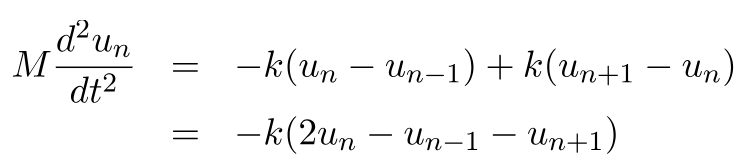 M d²uₙ/dt² = −k(uₙ − uₙ₋₁) + k(uₙ₊₁ − uₙ)
= −k(2uₙ − uₙ₋₁ − uₙ₊₁)